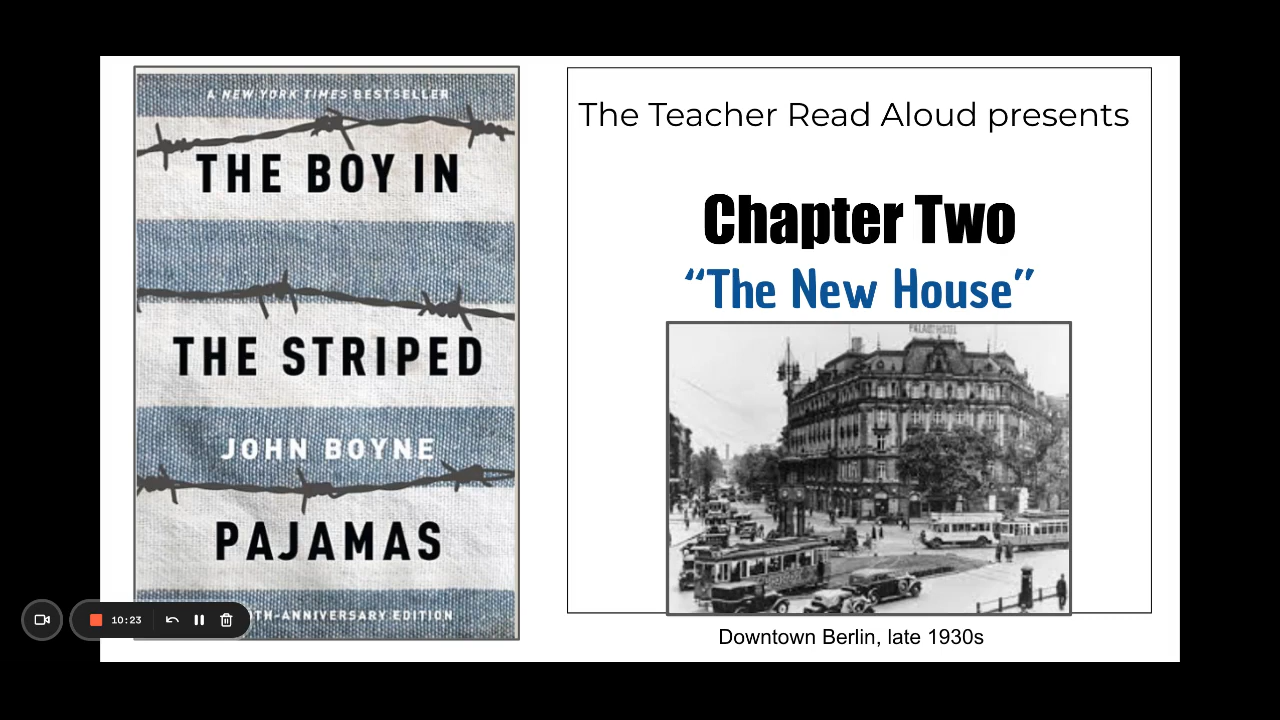 A NEW YORK TIMES BESTSELLER
THE BOY IN
THE STRIPED
JOHN BOYNE
PAJAMAS
TH-ANNIVERSARY EDITION
10:23
The Teacher Read Aloud presents
Chapter Two
“The New House”
PALAST HOTEL
Downtown Berlin, late 1930s